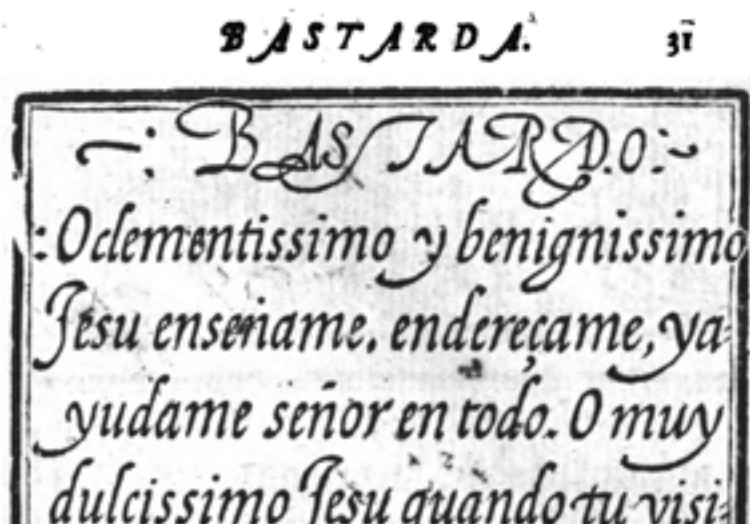 BASTARDA. 31
BASTARDO:
:O clementissimo y benignissimo
Jesu enseñame, endereçame, ya-
yudame señor en todo. O muy
dulcissimo Jesu quando tu visi-